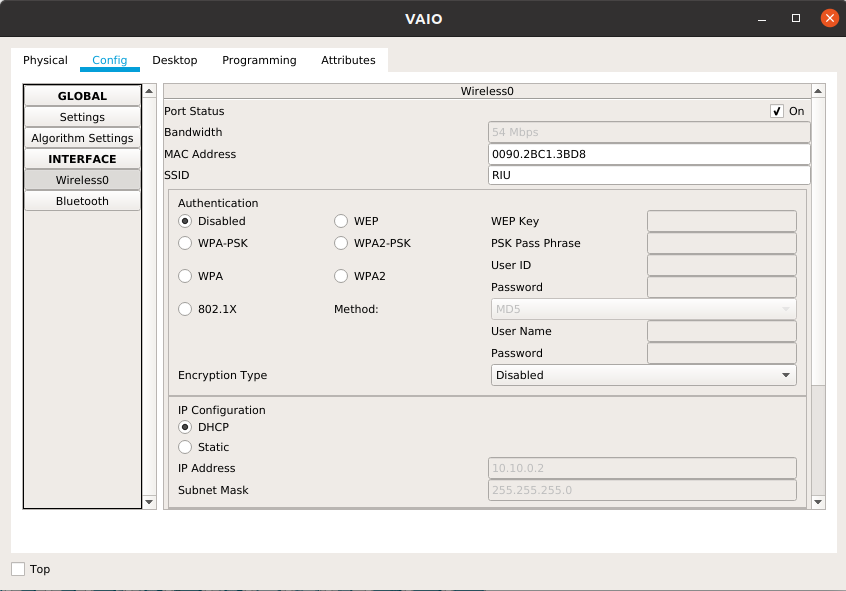 VAIO
Physical Config Desktop Programming Attributes
GLOBAL
Settings
Algorithm Settings
INTERFACE
Wireless0
Bluetooth
Wireless0
Port Status On
Bandwidth 54 Mbps
MAC Address 0090.2BC1.3BD8
SSID RIU
Authentication
Disabled WEP WEP Key
WPA-PSK WPA2-PSK PSK Pass Phrase
User ID
WPA WPA2
Password
802.1X Method: MD5
User Name
Password
Encryption Type Disabled
IP Configuration
DHCP
Static
IP Address 10.10.0.2
Subnet Mask 255.255.255.0
Top